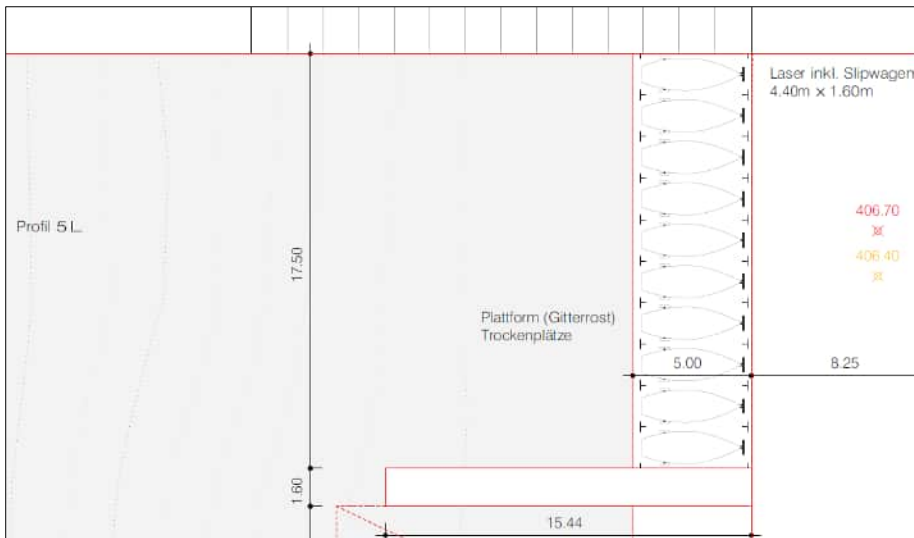 Laser inkl. Slipwagen
4.40m x 1.60m
406.70
Profil 5 L
406.40
17.50
Plattform (Gitterrost)
Trockenplätze
5.00
8.25
1.60
15.44